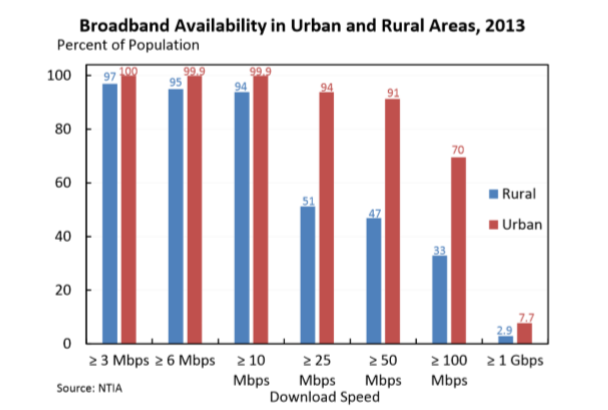 Broadband Availability in Urban and Rural Areas, 2013
Percent of Population
100
80
60
40
20
0
97 100
95 99.9
94 99.9
51 94
47 91
33 70
2.9 7.7
Rural
Urban
≥ 3 Mbps ≥ 6 Mbps ≥ 10 Mbps ≥ 25 Mbps ≥ 50 Mbps ≥ 100 Mbps ≥ 1 Gbps
Download Speed
Source: NTIA